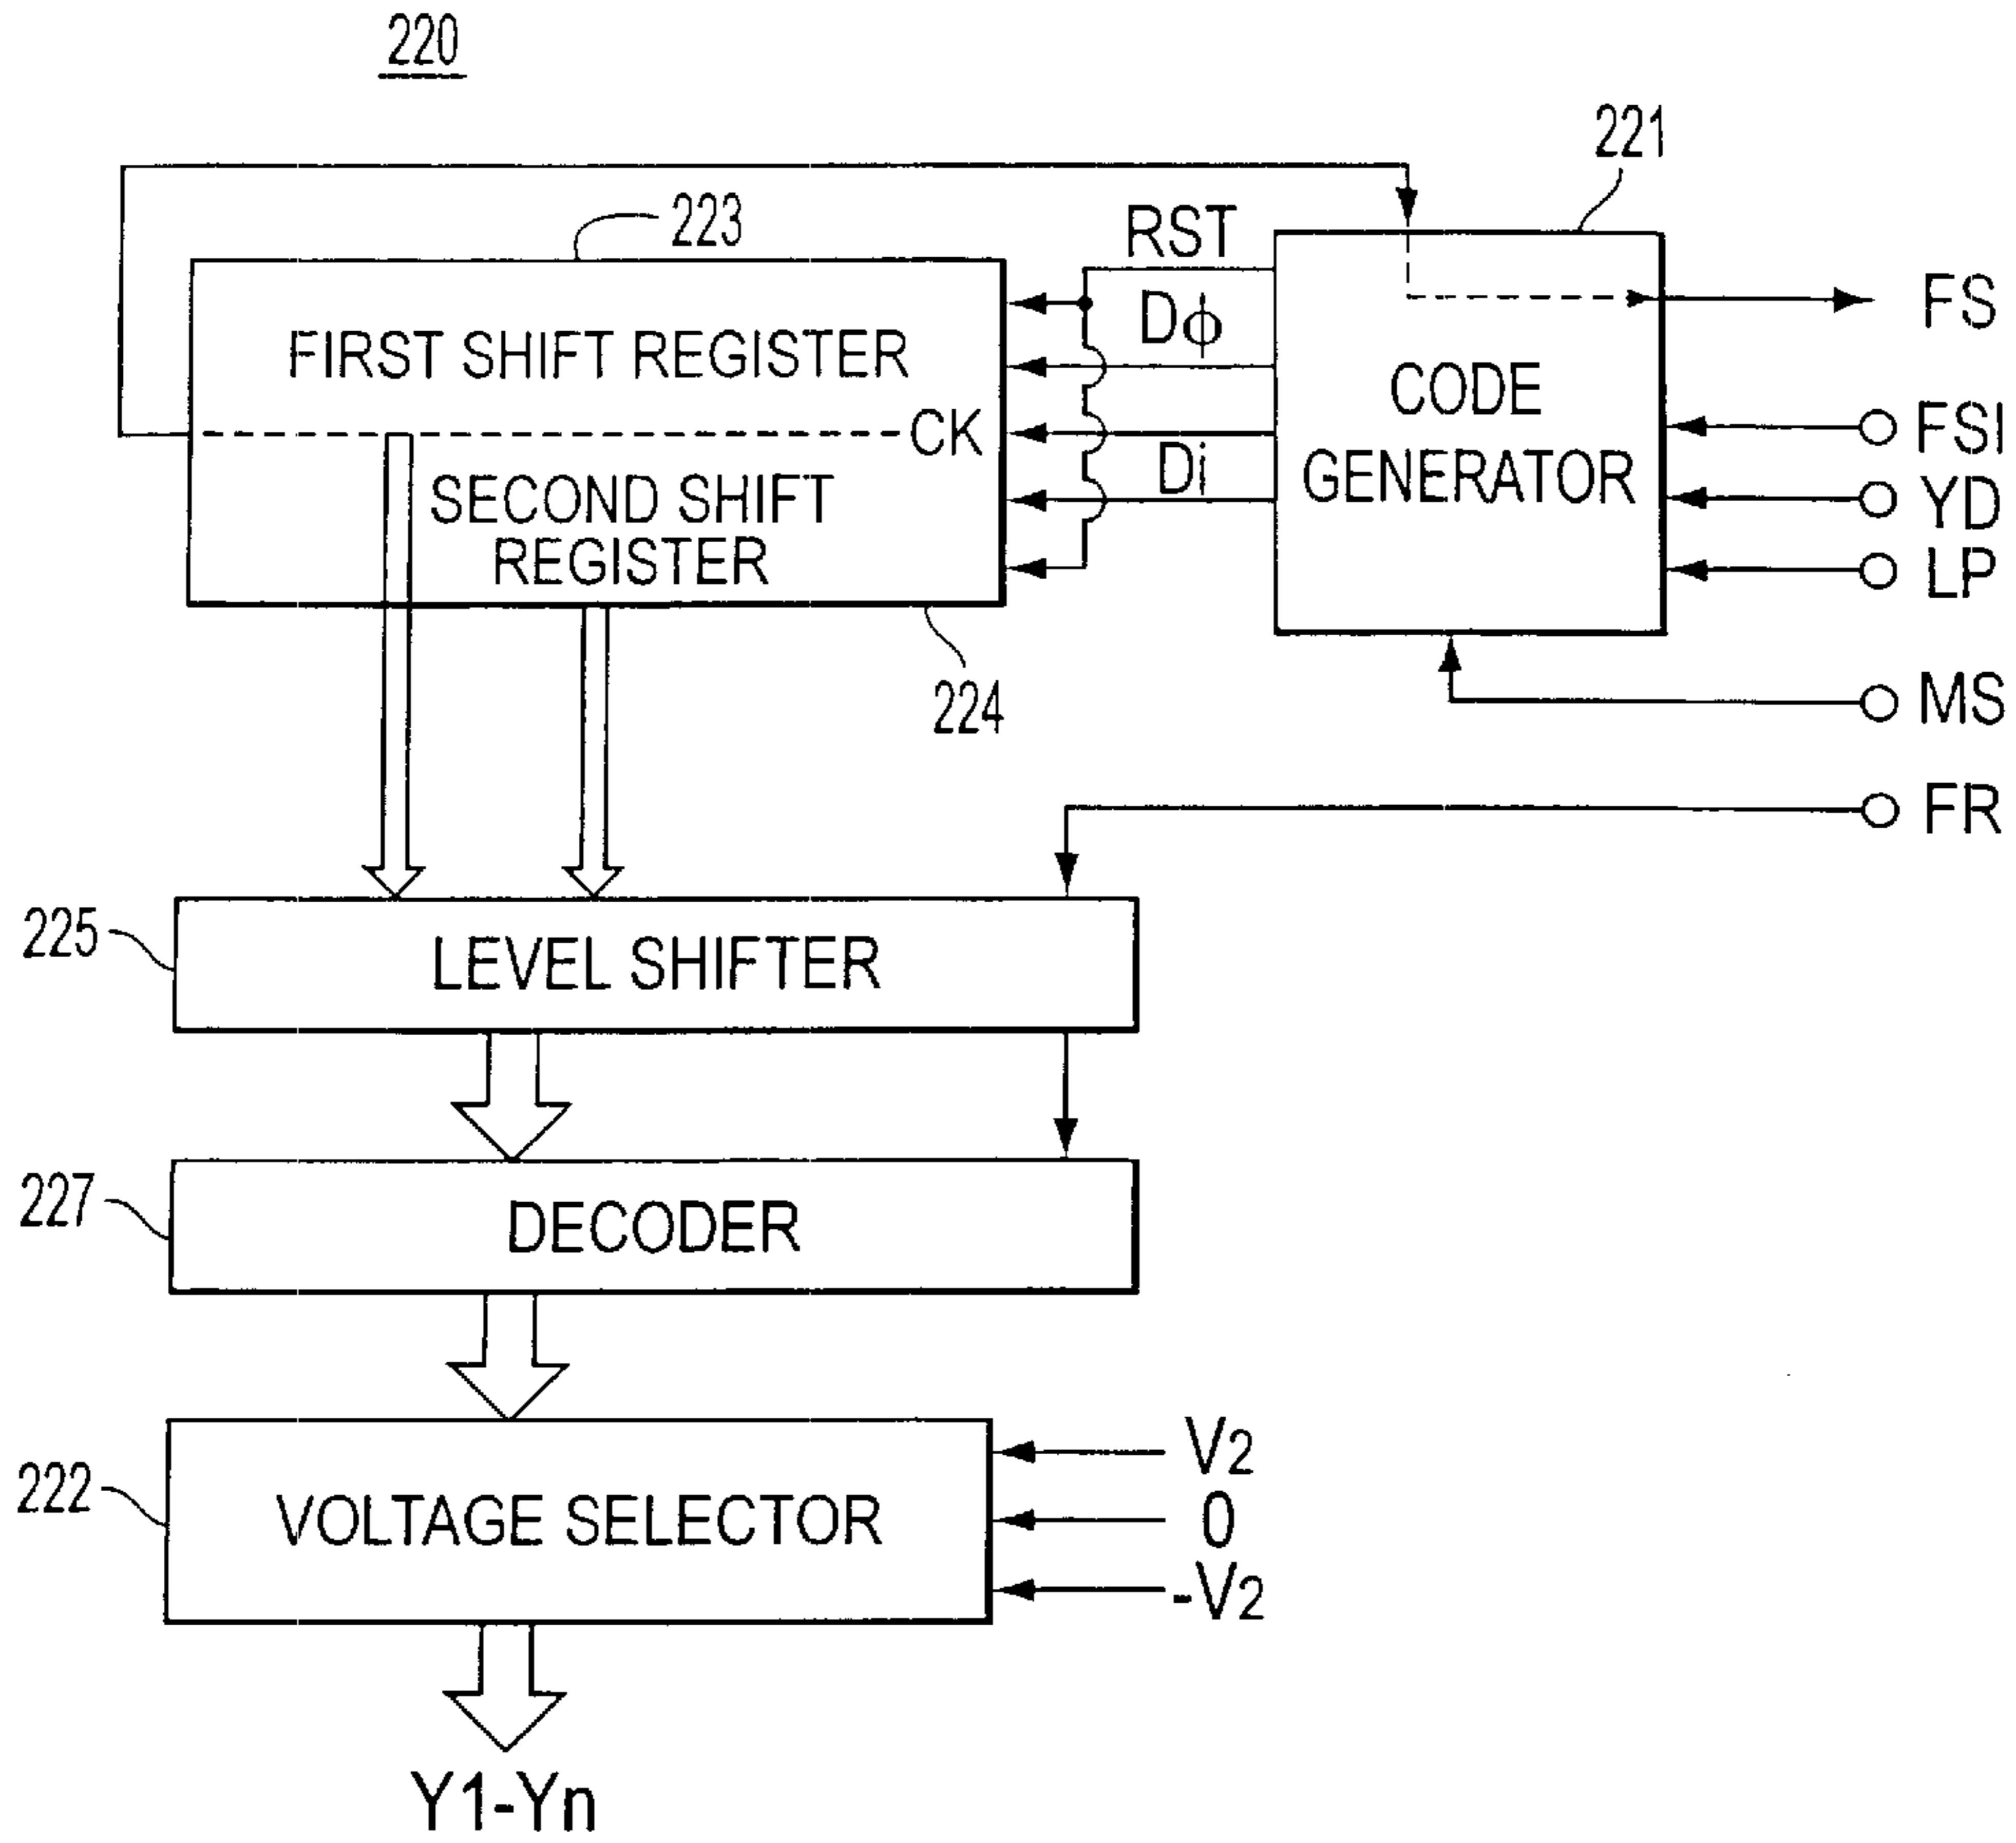 220
221
223
RST
FIRST SHIFT REGISTER
Dϕ
FS
CODE
GENERATOR
CK
FSI
Di
SECOND SHIFT
REGISTER
YD
LP
224
MS
FR
225
LEVEL SHIFTER
227
DECODER
222
VOLTAGE SELECTOR
V2
0
-V2
Y1-Yn